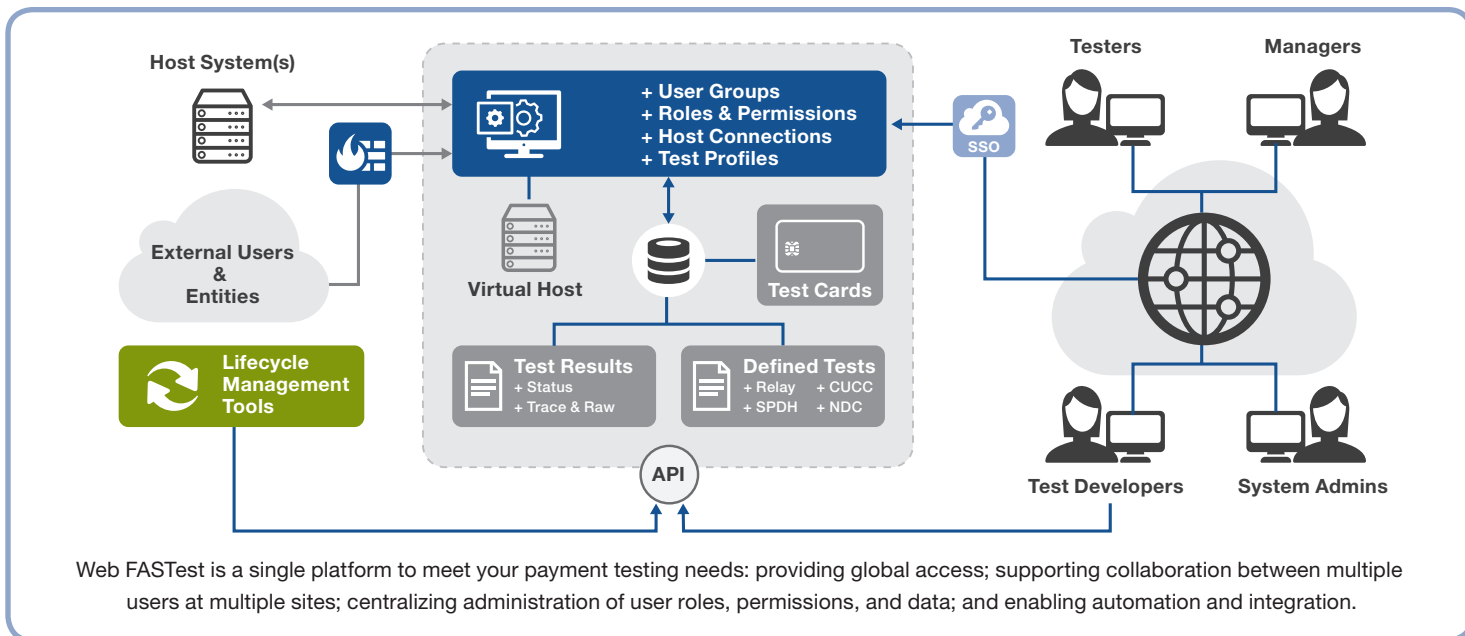 Testers
Managers
Host System(s)
+ User Groups
+ Roles & Permissions
+ Host Connections
+ Test Profiles
SSO
External Users
&
Entities
Virtual Host
Test Cards
Lifecycle
Management
Tools
Test Results
+ Status
+ Trace & Raw
Defined Tests
+ Relay + CUCC
+ SPDH + NDC
API
Test Developers
System Admins
Web FASTest is a single platform to meet your payment testing needs: providing global access; supporting collaboration between multiple
users at multiple sites; centralizing administration of user roles, permissions, and data; and enabling automation and integration.